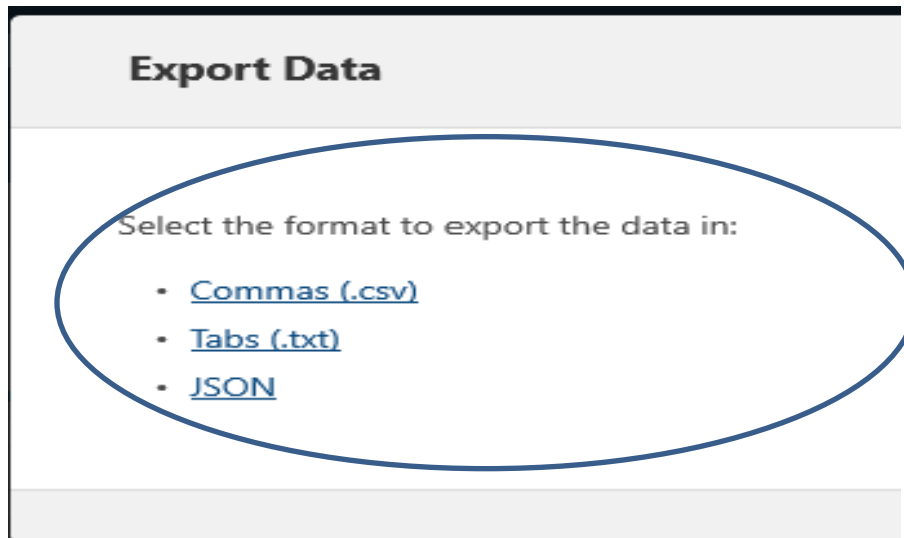 Export Data
Select the format to export the data in:
• Commas (.csv)
• Tabs (.txt)
• JSON